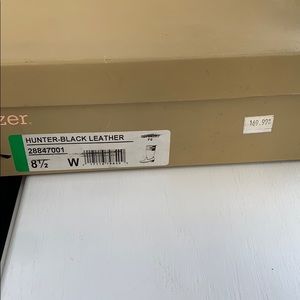 zer
HUNTER-BLACK LEATHER
28847001
8½ W
169.99